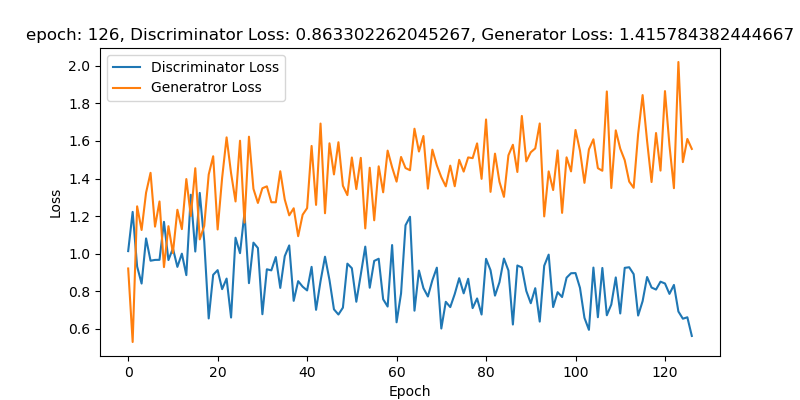 epoch: 126, Discriminator Loss: 0.863302262045267, Generator Loss: 1.415784382444667
Discriminator Loss
Generatror Loss
2.0
1.8
1.6
1.4
1.2
1.0
0.8
0.6
Loss
0 20 40 60 80 100 120
Epoch